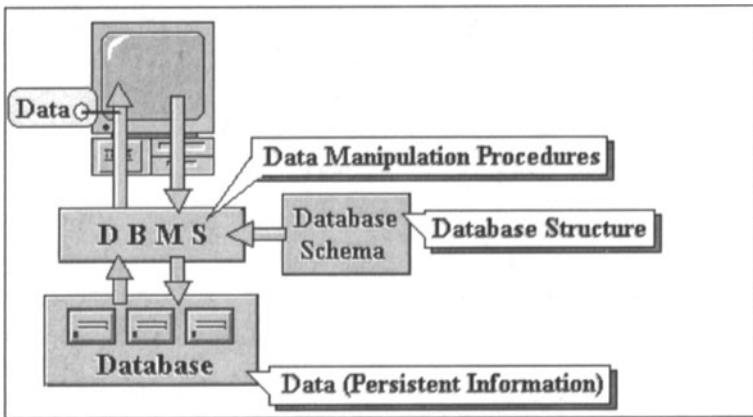 Data
Data Manipulation Procedures
D B M S
Database
Schema
Database Structure
Database
Data (Persistent Information)